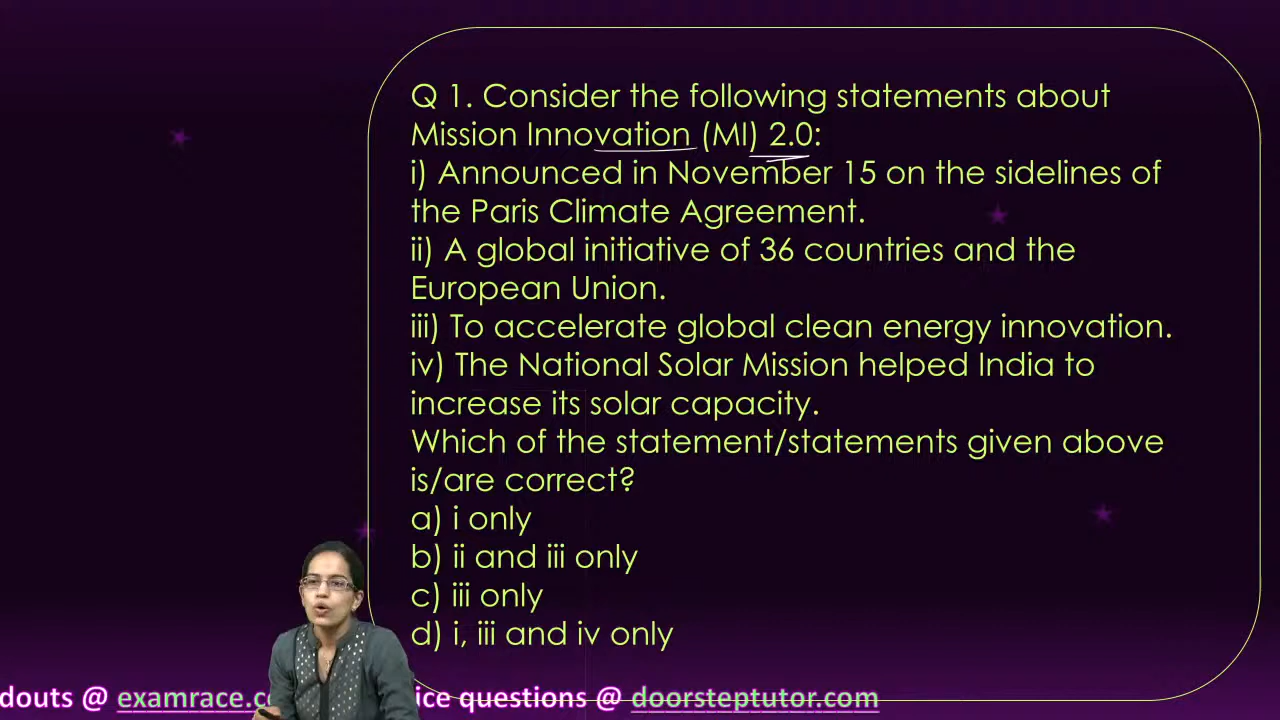 Q 1. Consider the following statements about
Mission Innovation (MI) 2.0:
i) Announced in November 15 on the sidelines of
the Paris Climate Agreement.
ii) A global initiative of 36 countries and the
European Union.
iii) To accelerate global clean energy innovation.
iv) The National Solar Mission helped India to
increase its solar capacity.
Which of the statement/statements given above
is/are correct?
a) i only
b) ii and iii only
c) iii only
d) i, iii and iv only
douts @ examrace.c ice questions @ doorsteptutor.com